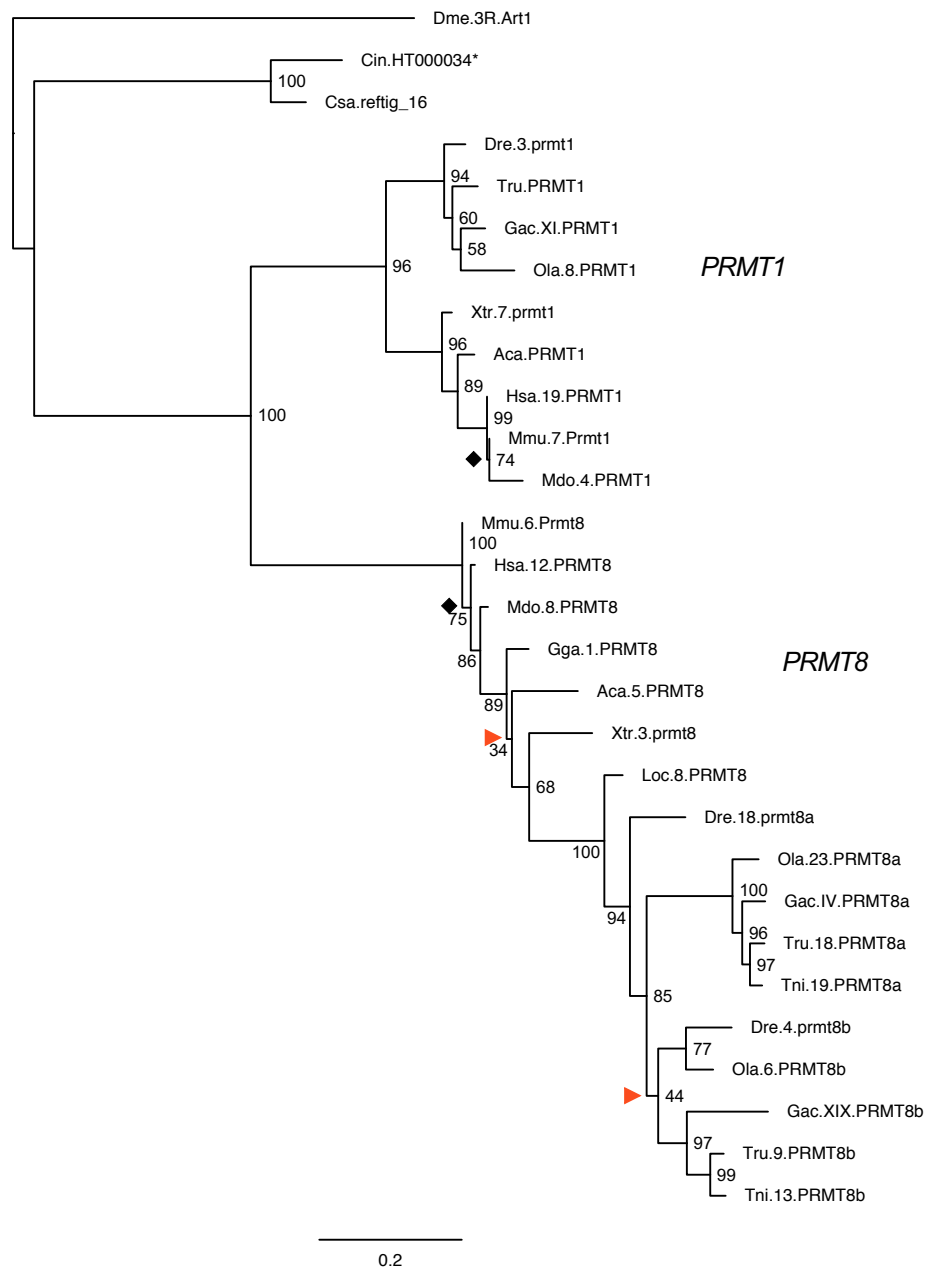 Dme.3R.Art1
Cin.HT000034*
100
Csa.reftig_16
Dre.3.prmt1
94
Tru.PRMT1
60
Gac.XI.PRMT1
58
Ola.8.PRMT1
PRMT1
96
Xtr.7.prmt1
96
Aca.PRMT1
89
Hsa.19.PRMT1
99
Mmu.7.Prmt1
74
Mdo.4.PRMT1
100
Mmu.6.Prmt8
100
Hsa.12.PRMT8
75
Mdo.8.PRMT8
86
Gga.1.PRMT8
PRMT8
89
Aca.5.PRMT8
34
Xtr.3.prmt8
68
Loc.8.PRMT8
100
Dre.18.prmt8a
94
Ola.23.PRMT8a
100
Gac.IV.PRMT8a
96
Tru.18.PRMT8a
97
Tni.19.PRMT8a
85
Dre.4.prmt8b
77
Ola.6.PRMT8b
44
Gac.XIX.PRMT8b
97
Tru.9.PRMT8b
99
Tni.13.PRMT8b
0.2